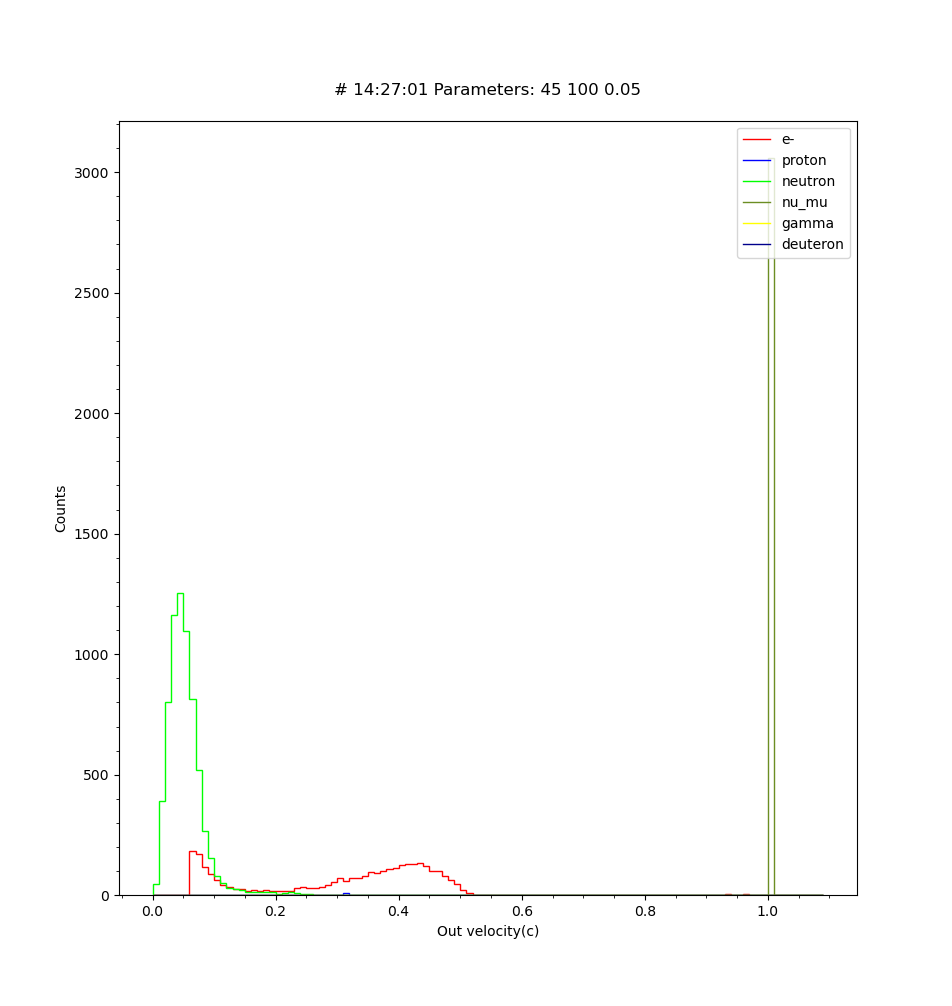 # 14:27:01 Parameters: 45 100 0.05
e-
proton
neutron
nu_mu
gamma
deuteron
3000
2500
2000
1500
1000
500
0
Counts
0.0 0.2 0.4 0.6 0.8 1.0
Out velocity(c)